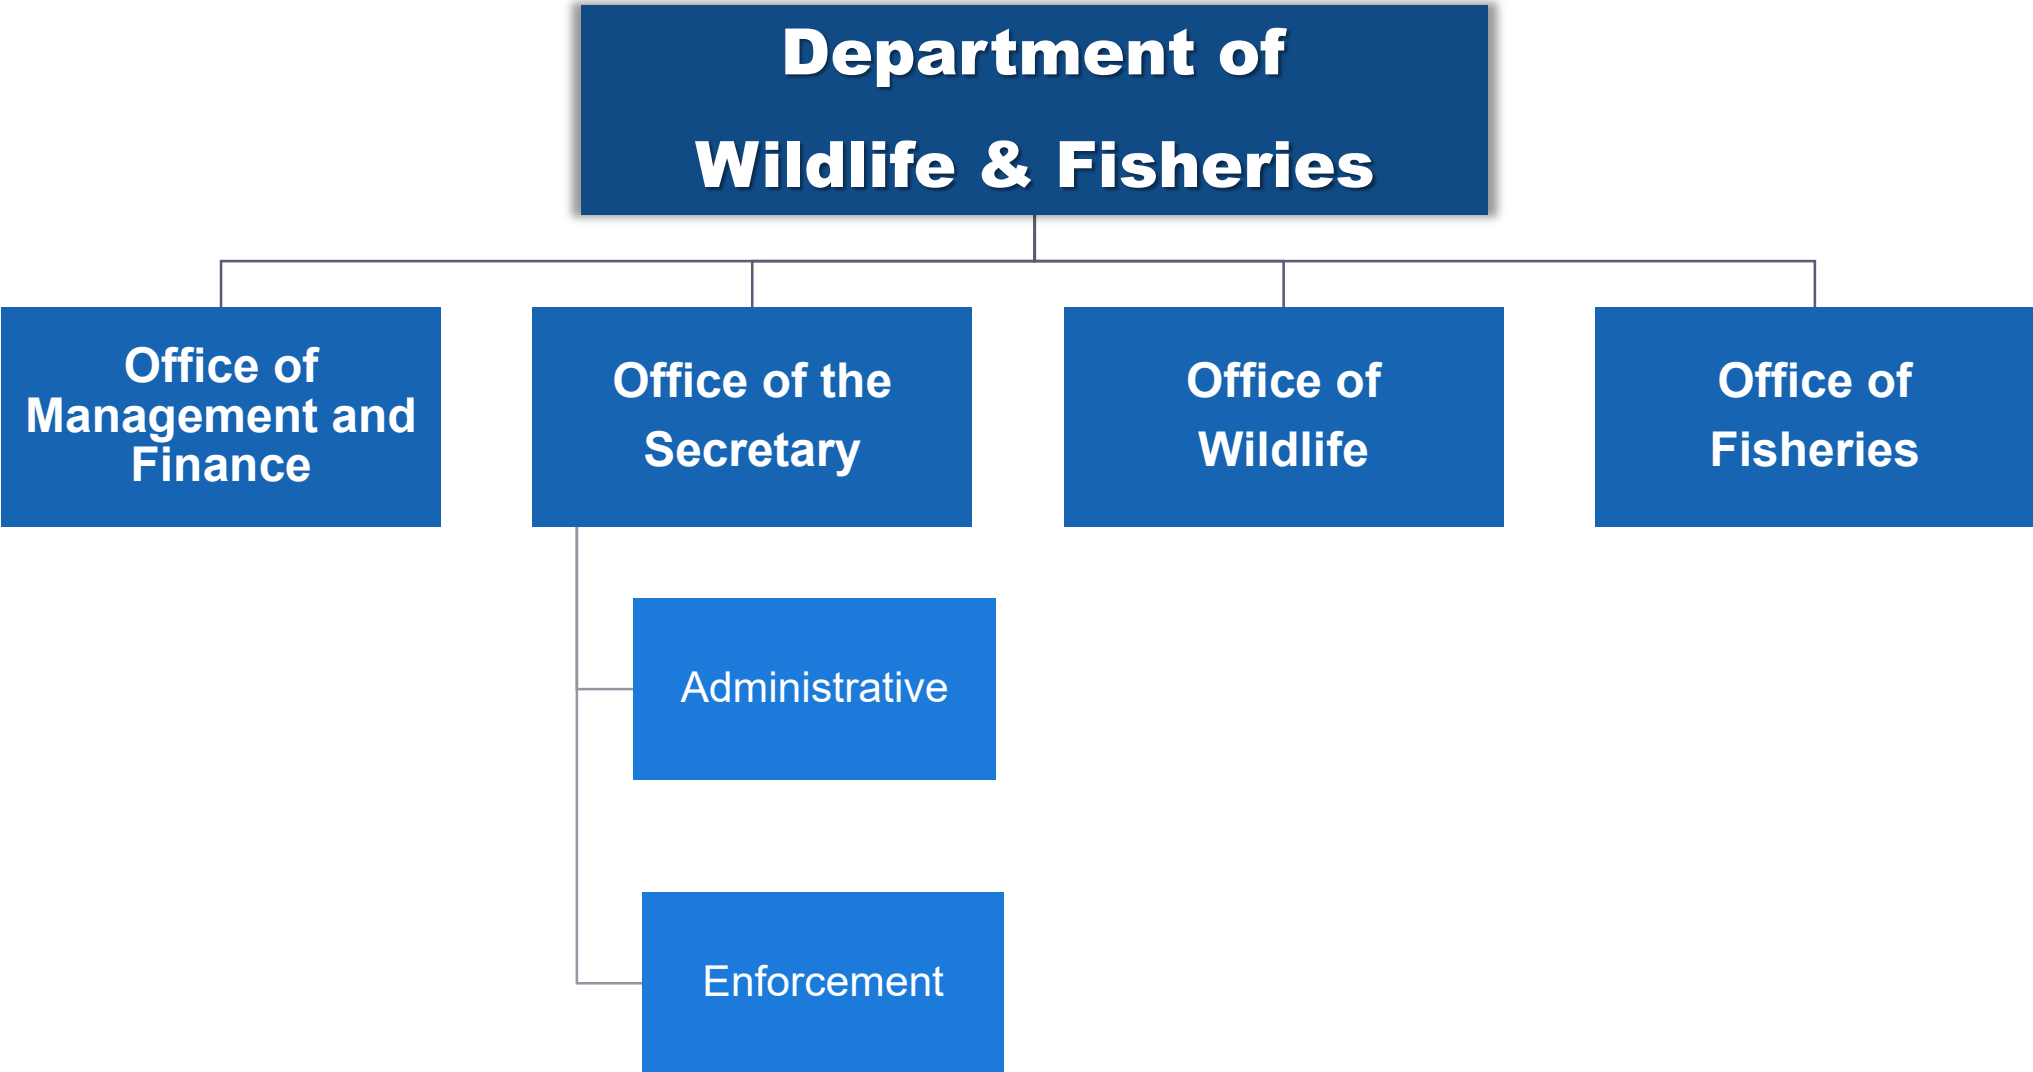 Department of
Wildlife & Fisheries
Office of
Management and
Finance
Office of the
Secretary
Office of
Wildlife
Office of
Fisheries
Administrative
Enforcement